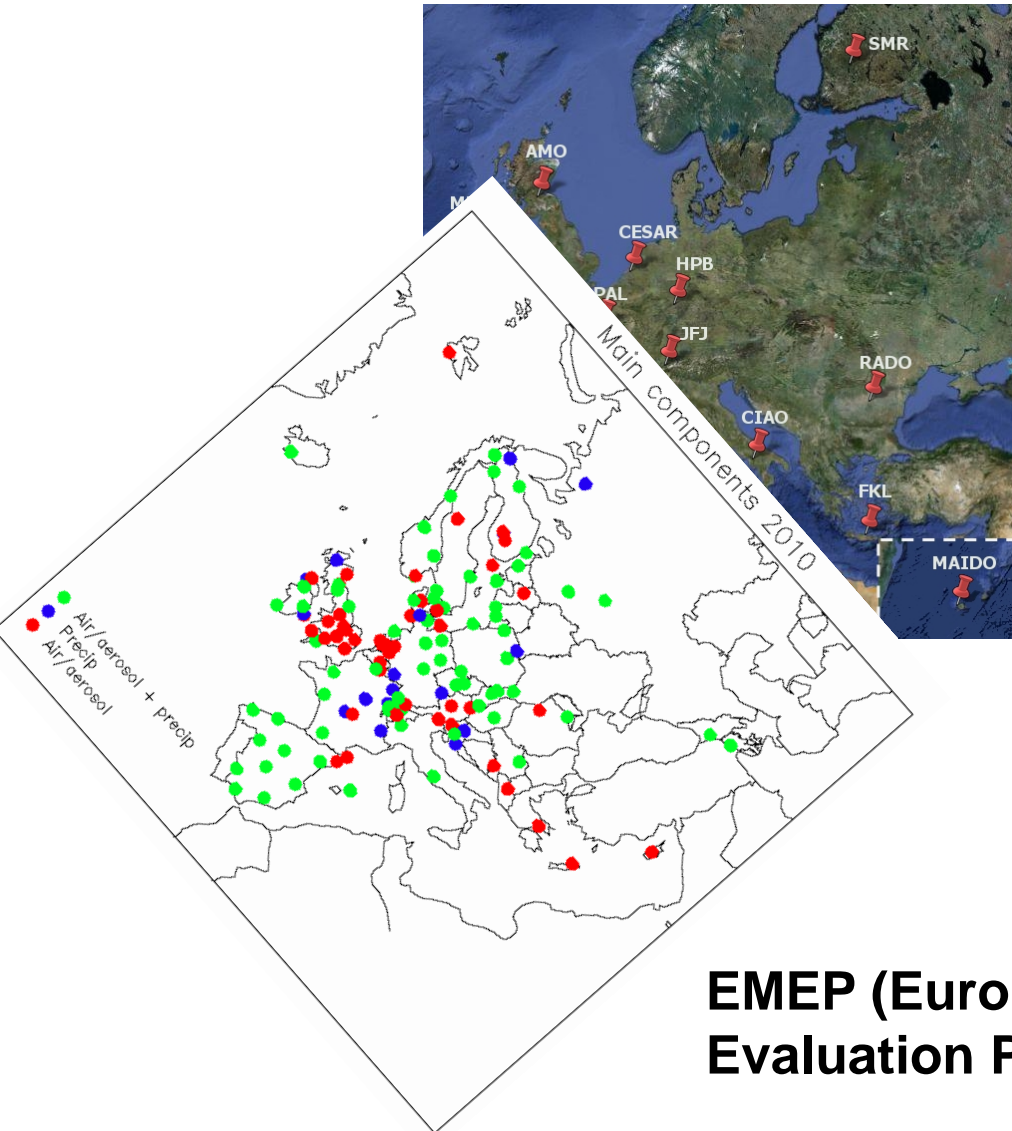 SMR
AMO
M
CESAR
HPB
PAL
JFJ
RADO
CIAO
FKL
MAIDO
Main components 2010
Air/aerosol + precip
Precip
Air/aerosol
EMEP (Euro
Evaluation P